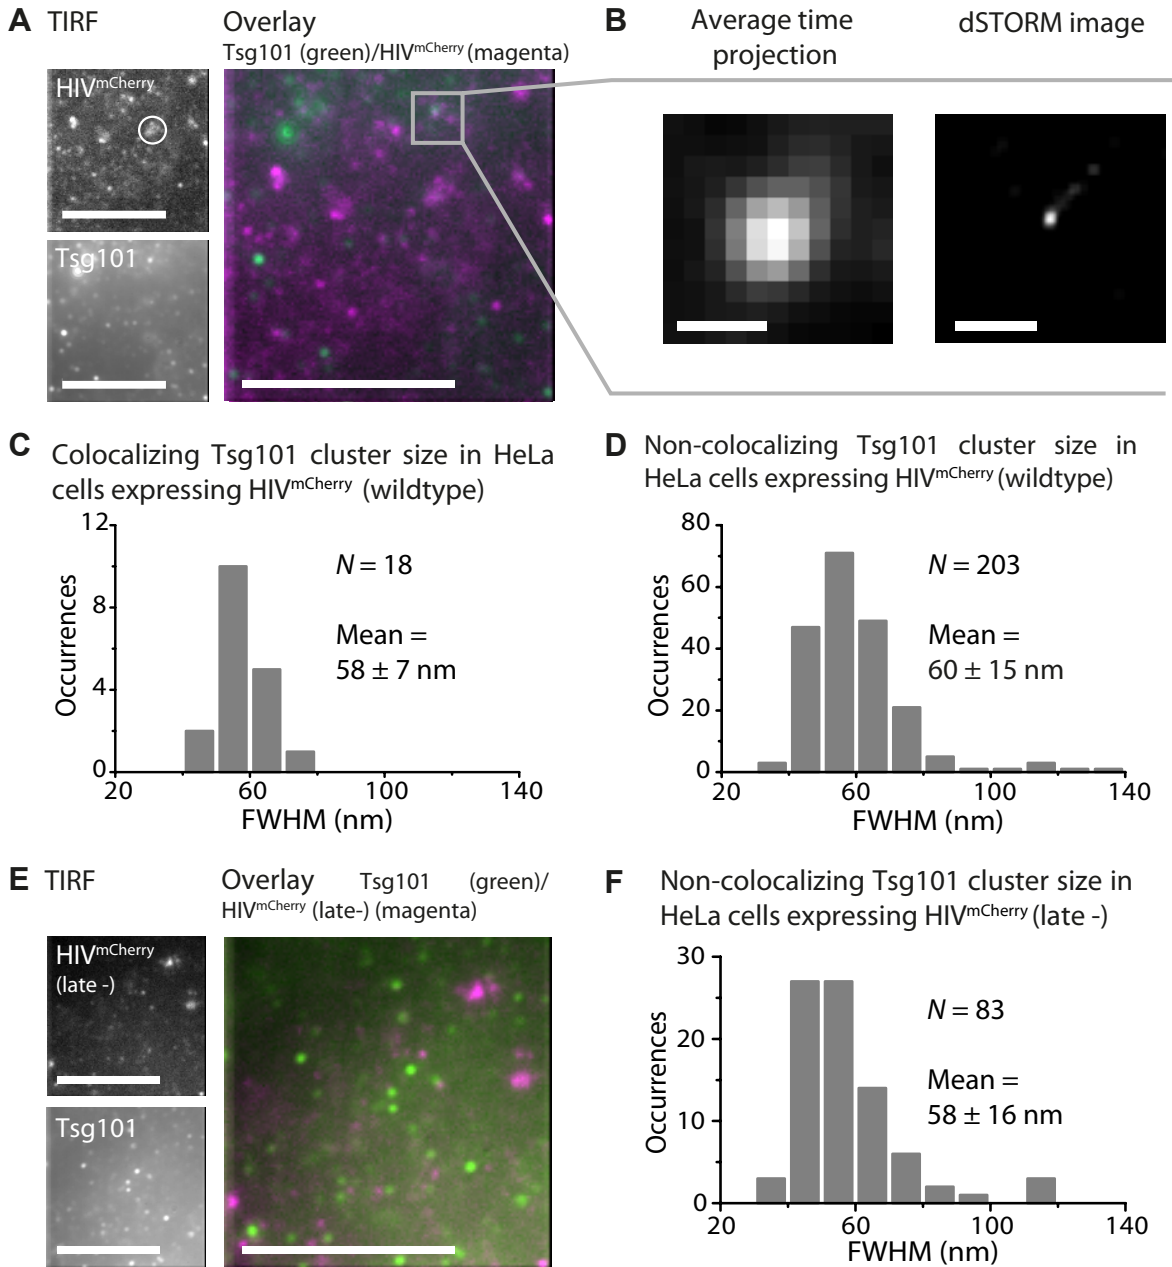 A TIRF
Overlay
Tsg101 (green)/HIVmCherry (magenta)
HIVmCherry
Tsg101
B Average time
projection
dSTORM image
C Colocalizing Tsg101 cluster size in HeLa
cells expressing HIVmCherry (wildtype)
12
8
4
0
Occurrences
N = 18
Mean =
58 ± 7 nm
20 60 100 140
FWHM (nm)
D Non-colocalizing Tsg101 cluster size in
HeLa cells expressing HIVmCherry (wildtype)
80
60
40
20
0
Occurrences
N = 203
Mean =
60 ± 15 nm
20 60 100 140
FWHM (nm)
E TIRF
Overlay Tsg101 (green)/
HIVmCherry (late-) (magenta)
HIVmCherry
(late -)
Tsg101
F Non-colocalizing Tsg101 cluster size in
HeLa cells expressing HIVmCherry (late -)
30
20
10
0
Occurrences
N = 83
Mean =
58 ± 16 nm
20 60 100 140
FWHM (nm)